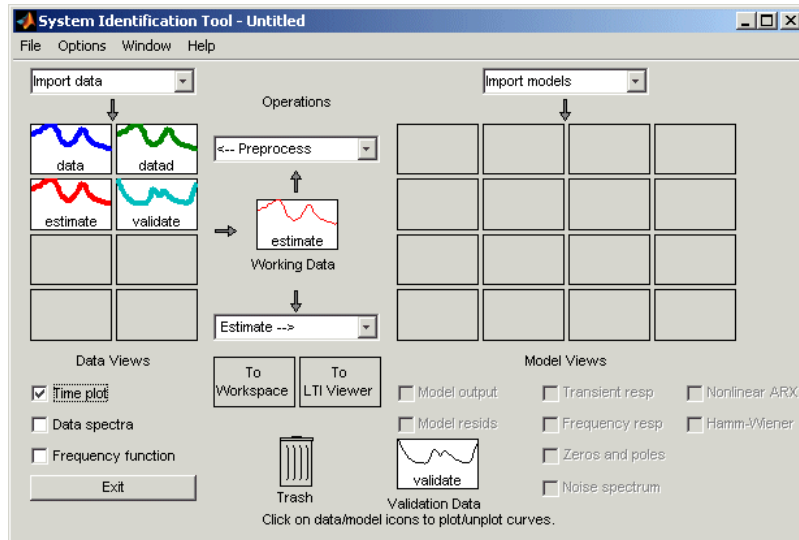 System Identification Tool - Untitled
File Options Window Help
Import data
Import models
Operations
data
datad
<-- Preprocess
estimate
validate
estimate
Working Data
Estimate -->
Data Views
To Workspace
To LTI Viewer
Model Views
Time plot
Model output
Transient resp
Nonlinear ARX
Data spectra
Model resids
Frequency resp
Hamm-Wiener
Frequency function
Zeros and poles
Exit
Trash
validate
Validation Data
Noise spectrum
Click on data/model icons to plot/unplot curves.